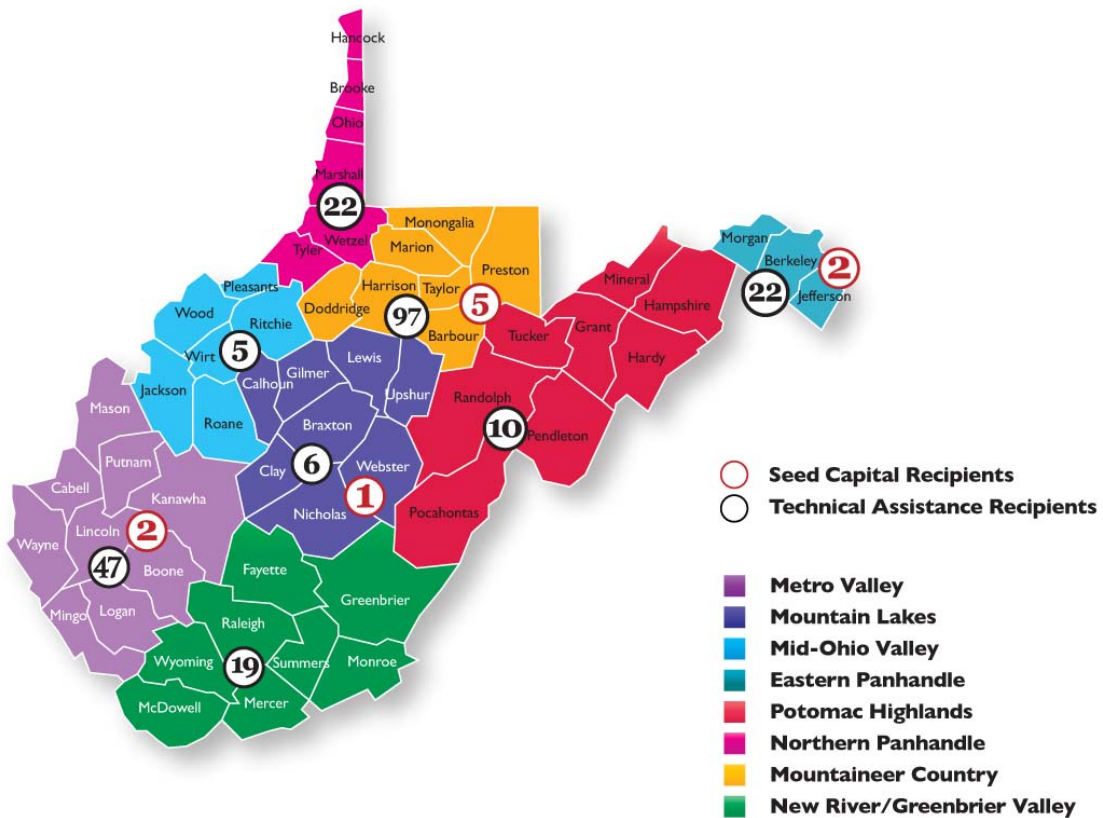 Hancock
Brooke
Ohio
Marshall
22
Wetzel
Tyler
Monongalia
Marion
Preston
Harrison
Taylor
Doddridge
97
5
Barbour
Morgan
Berkeley
2
Jefferson
22
Mineral
Hampshire
Grant
Hardy
Tucker
Randolph
10
Pendleton
Pocahontas
Pleasants
Wood
Ritchie
Wirt
5
Jackson
Roane
Lewis
Gilmer
Calhoun
Upshur
Braxton
Clay
6
Webster
1
Nicholas
Mason
Putnam
Cabell
Kanawha
Lincoln
2
Wayne
47
Boone
Mingo
Logan
Fayette
Greenbrier
Raleigh
Wyoming
19
Summers
Monroe
McDowell
Mercer
Seed Capital Recipients
Technical Assistance Recipients
Metro Valley
Mountain Lakes
Mid-Ohio Valley
Eastern Panhandle
Potomac Highlands
Northern Panhandle
Mountaineer Country
New River/Greenbrier Valley